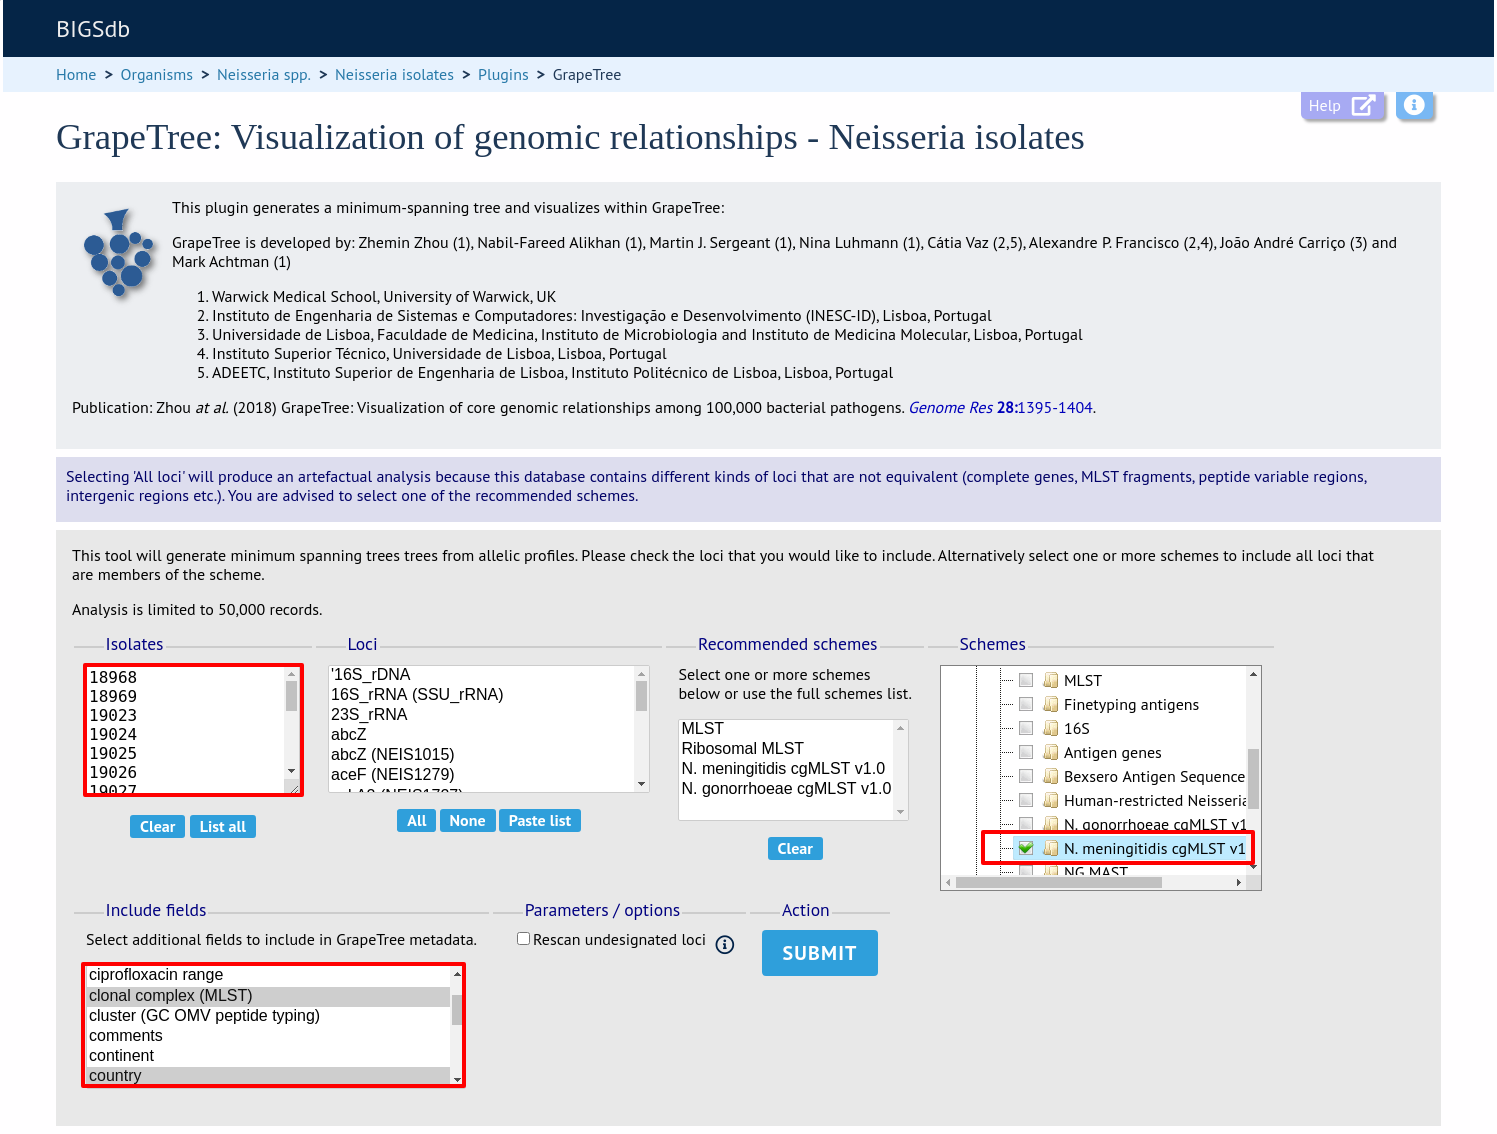 BIGSdb
Home > Organisms > Neisseria spp. > Neisseria isolates > Plugins > GrapeTree
Help
GrapeTree: Visualization of genomic relationships - Neisseria isolates
This plugin generates a minimum-spanning tree and visualizes within GrapeTree:
GrapeTree is developed by: Zhemin Zhou (1), Nabil-Fareed Alikhan (1), Martin J. Sergeant (1), Nina Luhmann (1), Cátia Vaz (2,5), Alexandre P. Francisco (2,4), João André Carriço (3) and
Mark Achtman (1)
1. Warwick Medical School, University of Warwick, UK
2. Instituto de Engenharia de Sistemas e Computadores: Investigação e Desenvolvimento (INESC-ID), Lisboa, Portugal
3. Universidade de Lisboa, Faculdade de Medicina, Instituto de Microbiologia and Instituto de Medicina Molecular, Lisboa, Portugal
4. Instituto Superior Técnico, Universidade de Lisboa, Lisboa, Portugal
5. ADEETC, Instituto Superior de Engenharia de Lisboa, Instituto Politécnico de Lisboa, Lisboa, Portugal
Publication: Zhou at al. (2018) GrapeTree: Visualization of core genomic relationships among 100,000 bacterial pathogens. Genome Res 28:1395-1404.
Selecting 'All loci' will produce an artefactual analysis because this database contains different kinds of loci that are not equivalent (complete genes, MLST fragments, peptide variable regions,
intergenic regions etc.). You are advised to select one of the recommended schemes.
This tool will generate minimum spanning trees trees from allelic profiles. Please check the loci that you would like to include. Alternatively select one or more schemes to include all loci that
are members of the scheme.
Analysis is limited to 50,000 records.
Isolates
18968
18969
19023
19024
19025
19026
19027
Clear List all
Loci
'16S_rDNA
16S_rRNA (SSU_rRNA)
23S_rRNA
abcZ
abcZ (NEIS1015)
aceF (NEIS1279)
All None Paste list
Recommended schemes
Select one or more schemes
below or use the full schemes list.
MLST
Ribosomal MLST
N. meningitidis cgMLST v1.0
N. gonorrhoeae cgMLST v1.0
Clear
Schemes
MLST
Finetyping antigens
16S
Antigen genes
Bexsero Antigen Sequence
Human-restricted Neisseria
N. gonorrhoeae cgMLST v1
N. meningitidis cgMLST v1
NG MAST
Include fields
Select additional fields to include in GrapeTree metadata.
ciprofloxacin range
clonal complex (MLST)
cluster (GC OMV peptide typing)
comments
continent
country
Parameters / options
Rescan undesignated loci
Action
SUBMIT